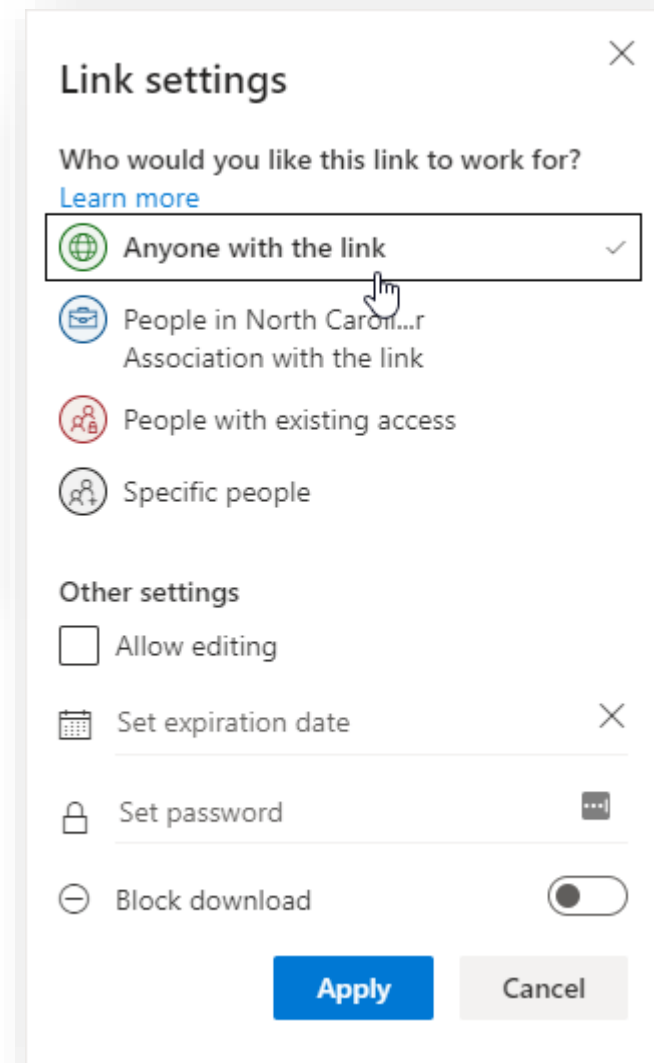 Link settings
Who would you like this link to work for?
Learn more
Anyone with the link
People in North Caroli...r
Association with the link
People with existing access
Specific people
Other settings
Allow editing
Set expiration date
Set password
Block download
Apply
Cancel